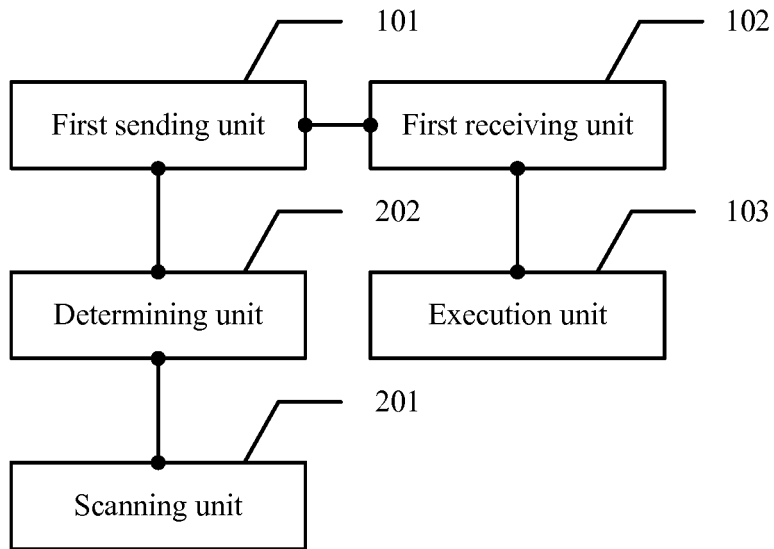 101
102
First sending unit
First receiving unit
202
103
Determining unit
Execution unit
201
Scanning unit